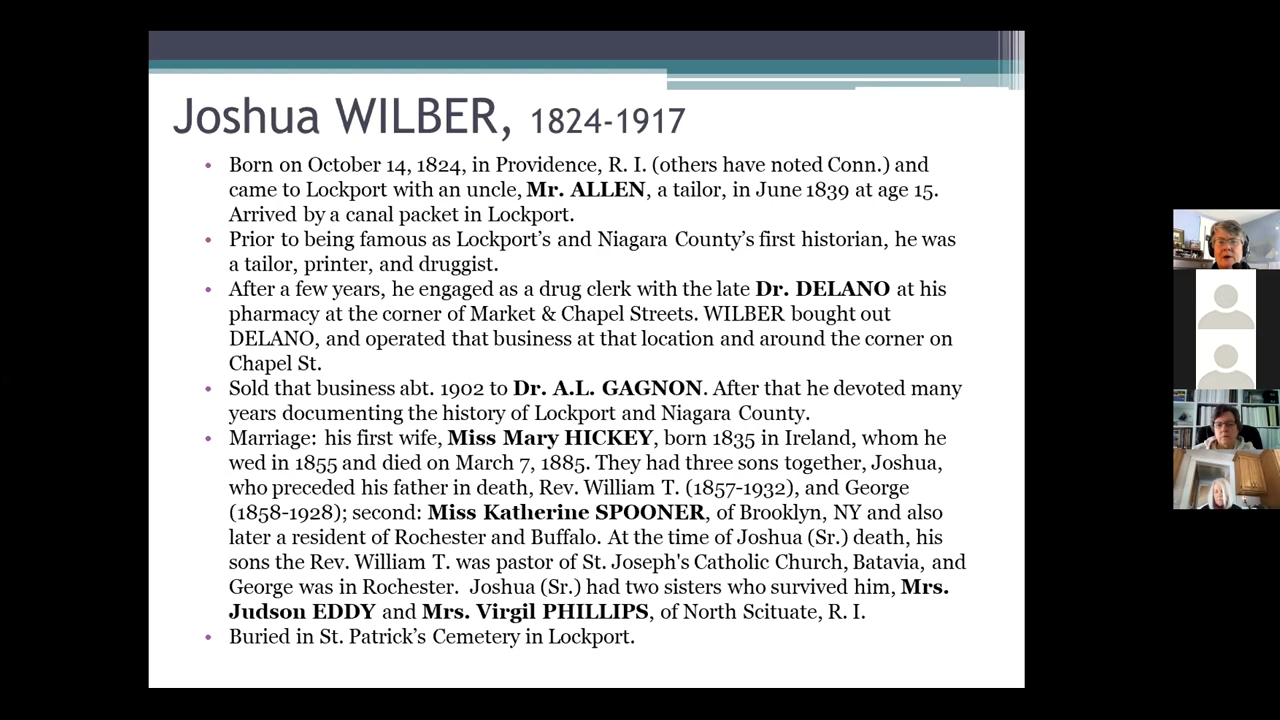 Joshua WILBER, 1824-1917
• Born on October 14, 1824, in Providence, R. I. (others have noted Conn.) and
came to Lockport with an uncle, Mr. ALLEN, a tailor, in June 1839 at age 15.
Arrived by a canal packet in Lockport.
• Prior to being famous as Lockport’s and Niagara County’s first historian, he was
a tailor, printer, and druggist.
• After a few years, he engaged as a drug clerk with the late Dr. DELANO at his
pharmacy at the corner of Market & Chapel Streets. WILBER bought out
DELANO, and operated that business at that location and around the corner on
Chapel St.
• Sold that business abt. 1902 to Dr. A.L. GAGNON. After that he devoted many
years documenting the history of Lockport and Niagara County.
• Marriage: his first wife, Miss Mary HICKEY, born 1835 in Ireland, whom he
wed in 1855 and died on March 7, 1885. They had three sons together, Joshua,
who preceded his father in death, Rev. William T. (1857-1932), and George
(1858-1928); second: Miss Katherine SPOONER, of Brooklyn, NY and also
later a resident of Rochester and Buffalo. At the time of Joshua (Sr.) death, his
sons the Rev. William T. was pastor of St. Joseph's Catholic Church, Batavia, and
George was in Rochester.  Joshua (Sr.) had two sisters who survived him, Mrs.
Judson EDDY and Mrs. Virgil PHILLIPS, of North Scituate, R. I.
• Buried in St. Patrick’s Cemetery in Lockport.